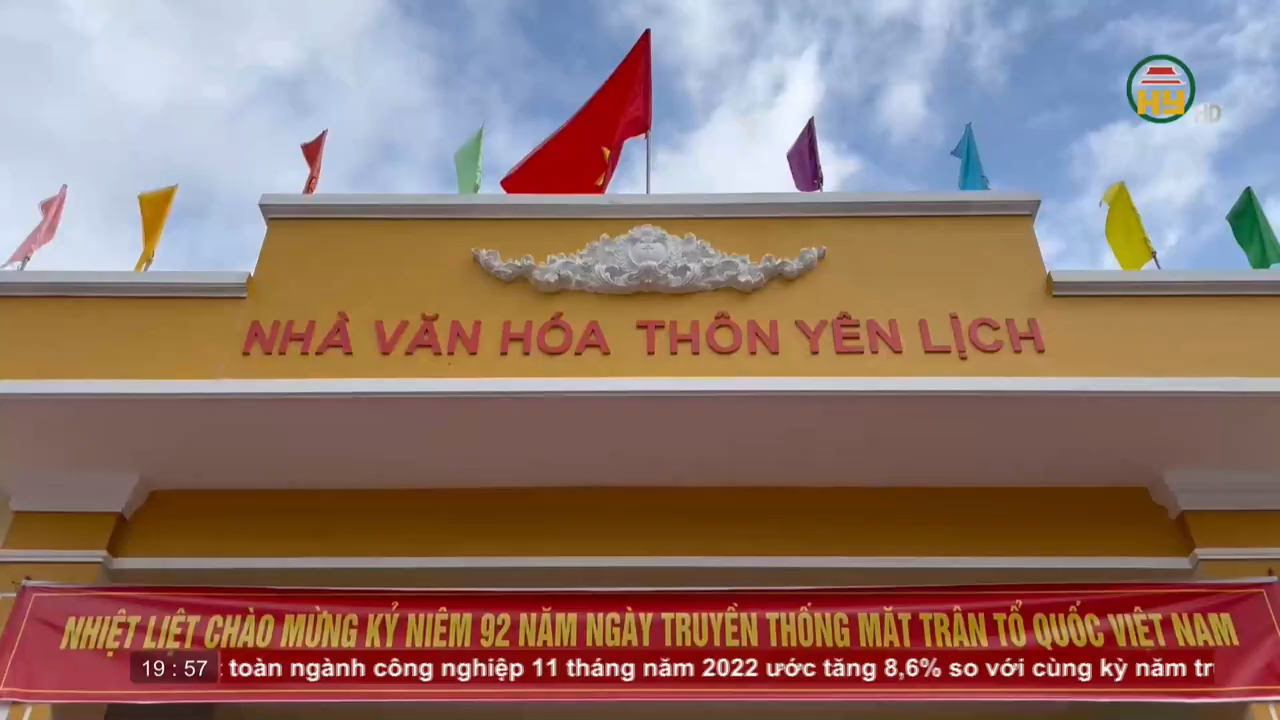 HY
HD
NHÀ VĂN HÓA THÔN YÊN LỊCH
NHIỆT LIỆT CHÀO MỪNG KỶ NIỆM 92 NĂM NGÀY TRUYỀN THỐNG MẶT TRẬN TỔ QUỐC VIỆT NAM
19 : 57
toàn ngành công nghiệp 11 tháng năm 2022 ước tăng 8,6% so với cùng kỳ năm